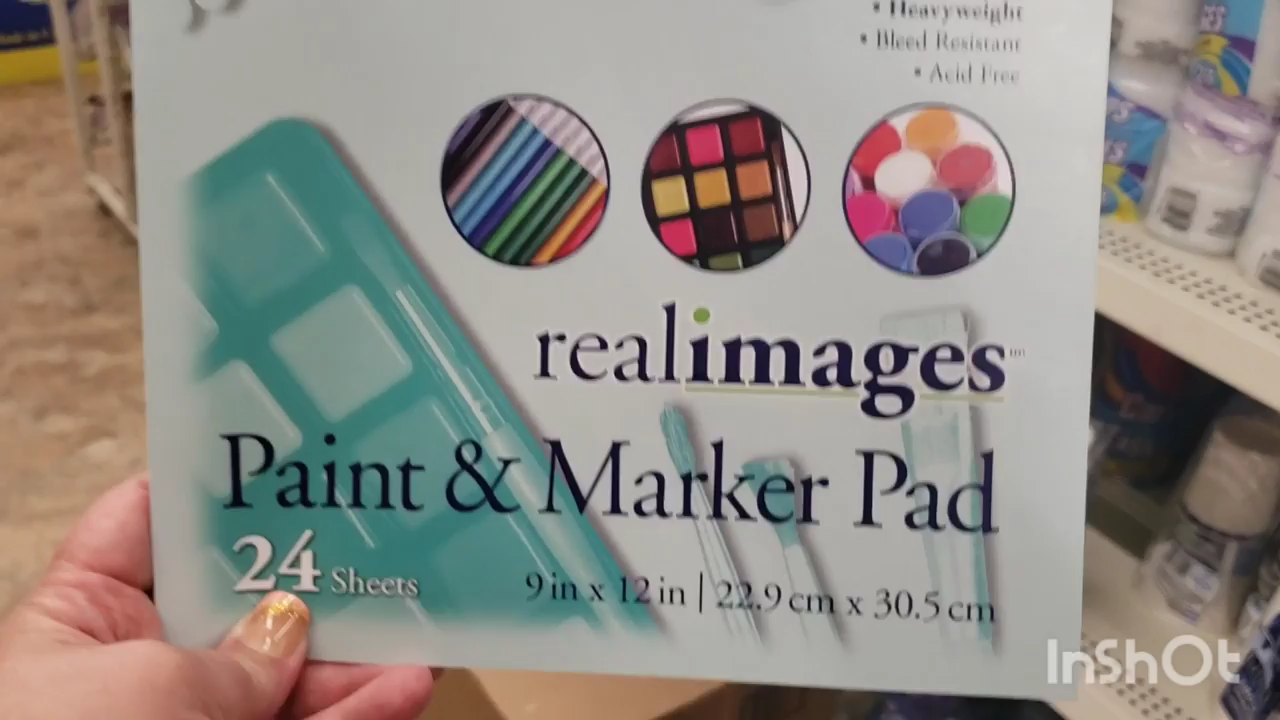 • Heavyweight
• Bleed Resistant
• Acid Free
realimages™
Paint & Marker Pad
24 Sheets
9 in x 12 in | 22.9 cm x 30.5 cm
InShOt